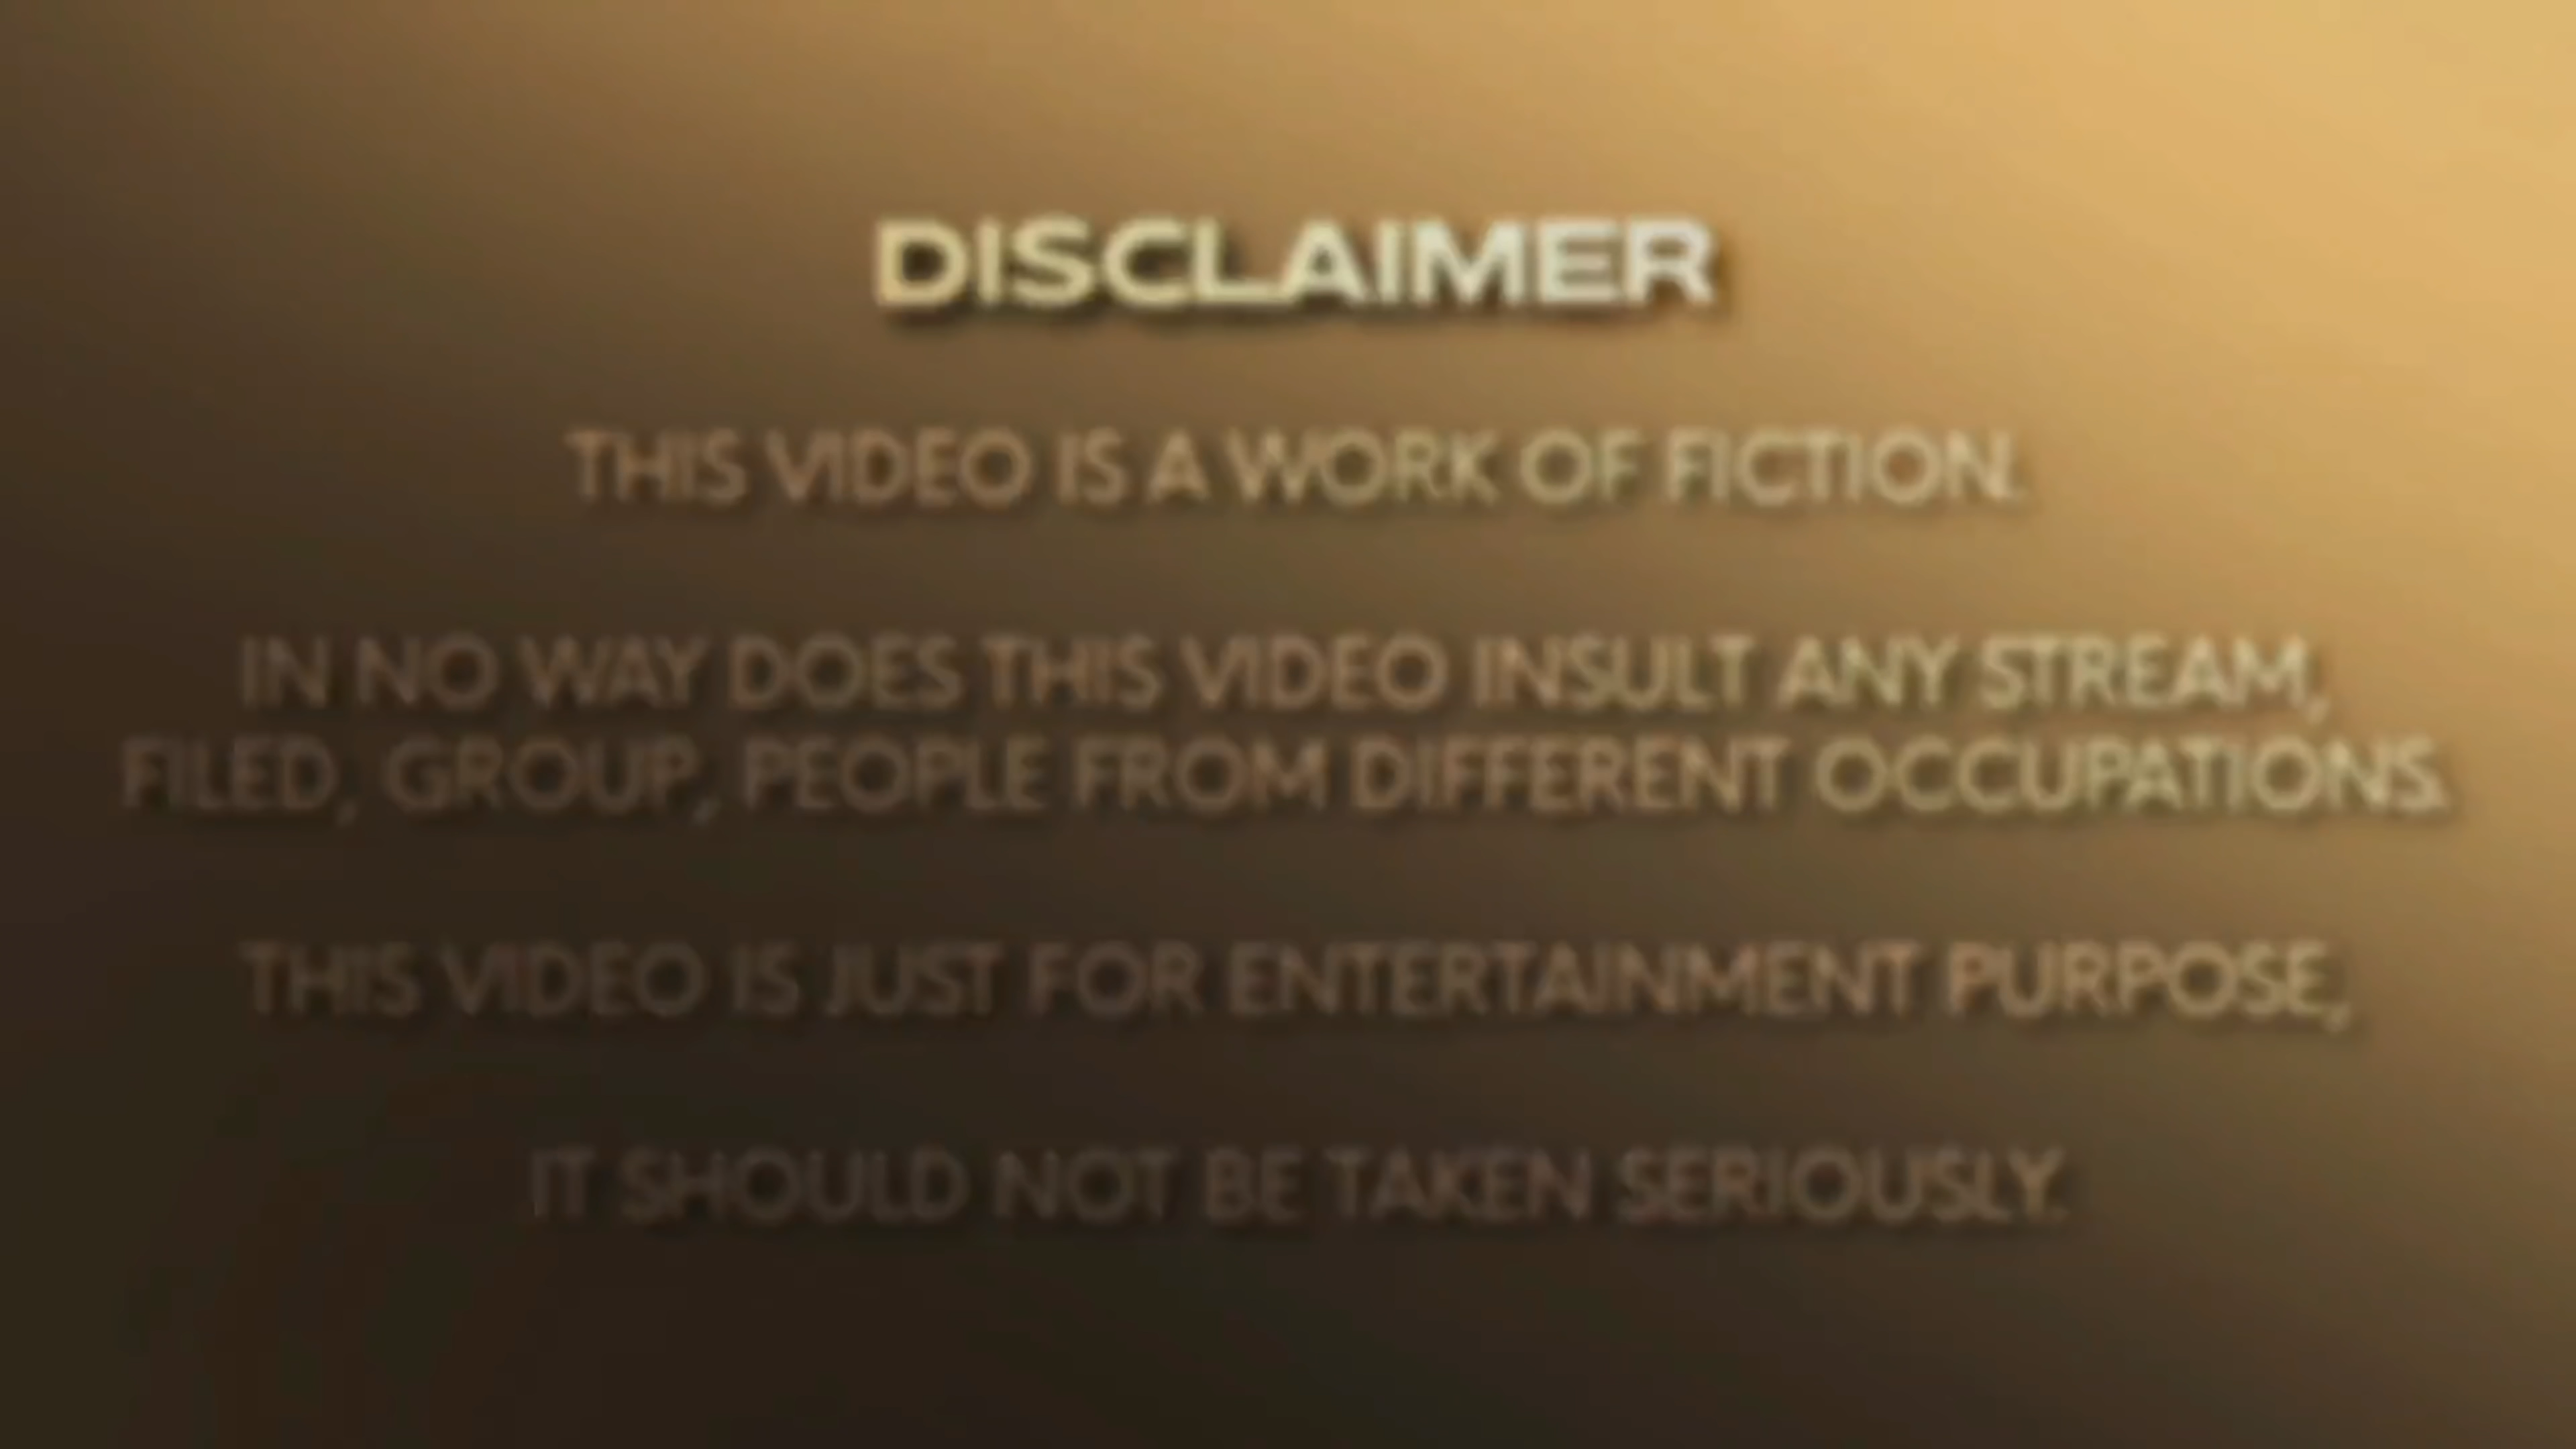 DISCLAIMER
THIS VIDEO IS A WORK OF FICTION.
IN NO WAY DOES THIS VIDEO INSULT ANY STREAM,
FILED, GROUP, PEOPLE FROM DIFFERENT OCCUPATIONS.
THIS VIDEO IS JUST FOR ENTERTAINMENT PURPOSE,
IT SHOULD NOT BE TAKEN SERIOUSLY.